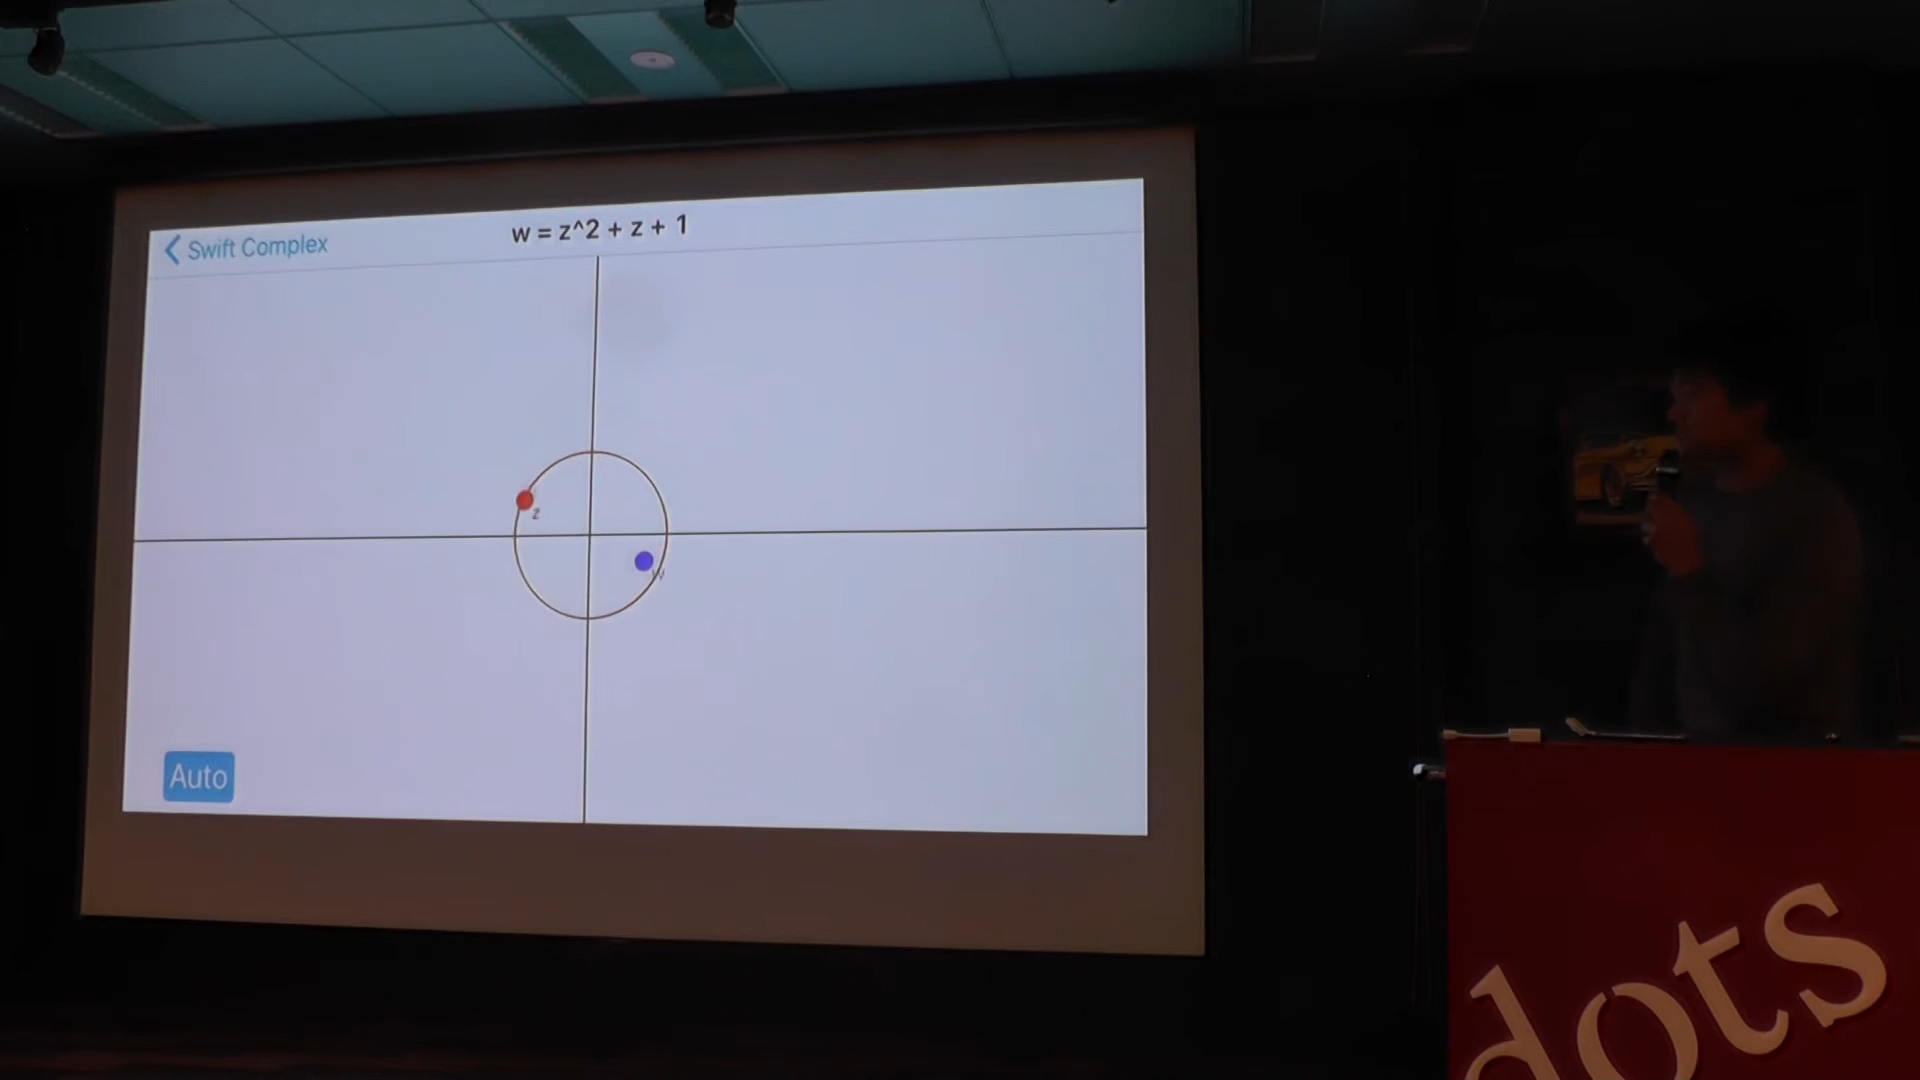 Swift Complex
w = z^2 + z + 1
z
w
Auto
dots